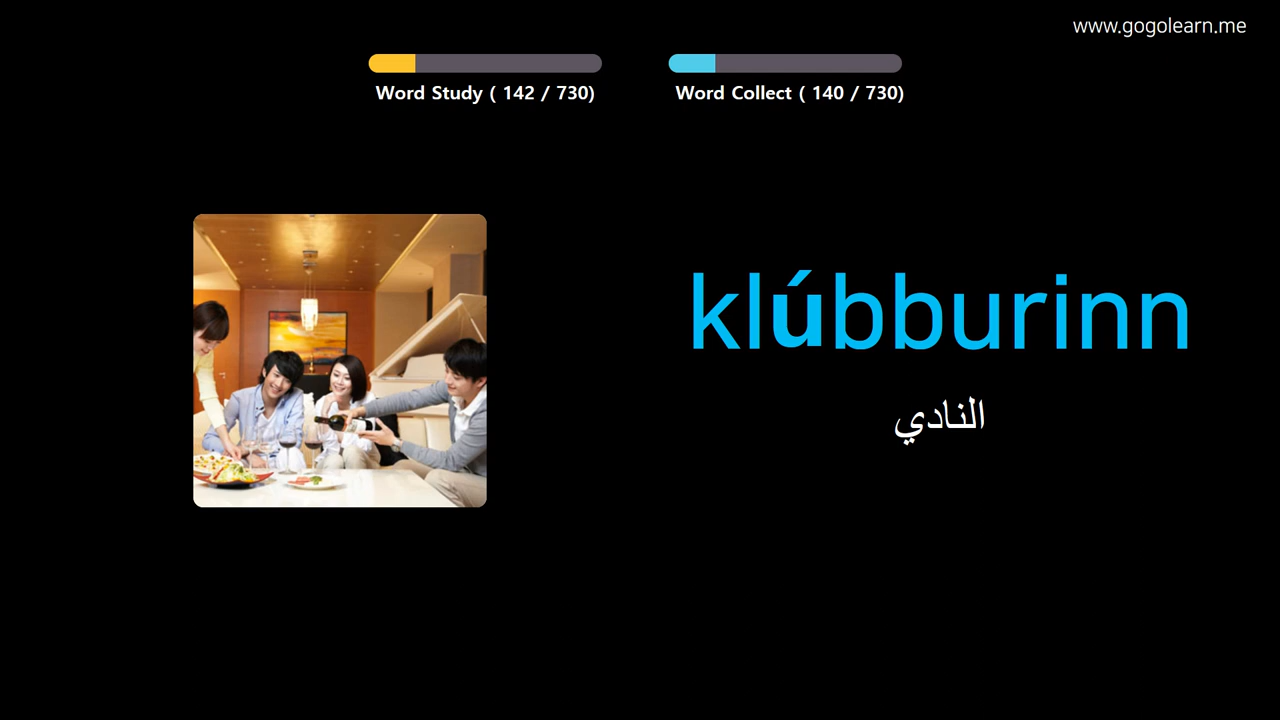 www.gogolearn.me
Word Study ( 142 / 730)
Word Collect ( 140 / 730)
klúbburinn
النادي